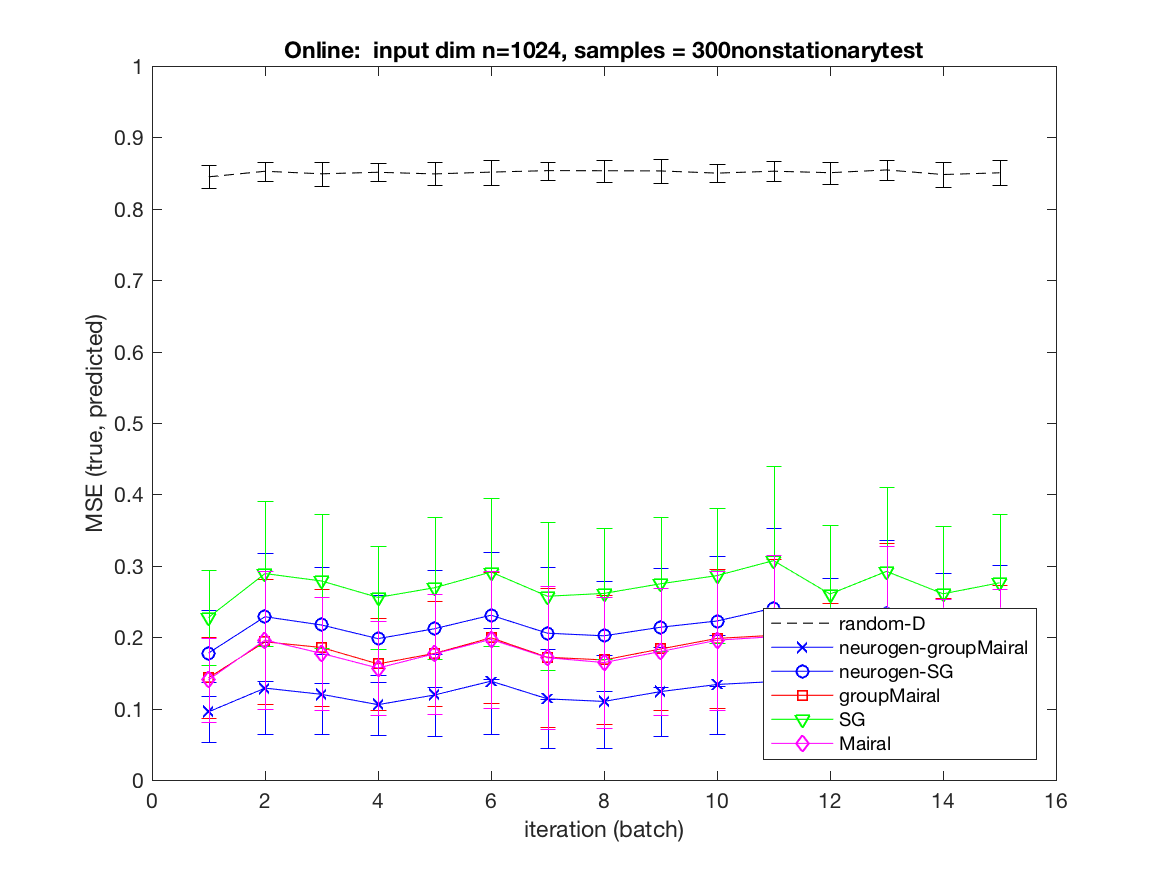 Online:  input dim n=1024, samples = 300nonstationarytest
MSE (true, predicted)
1
0.9
0.8
0.7
0.6
0.5
0.4
0.3
0.2
0.1
0
random-D
neurogen-groupMairal
neurogen-SG
groupMairal
SG
Mairal
0 2 4 6 8 10 12 14 16
iteration (batch)